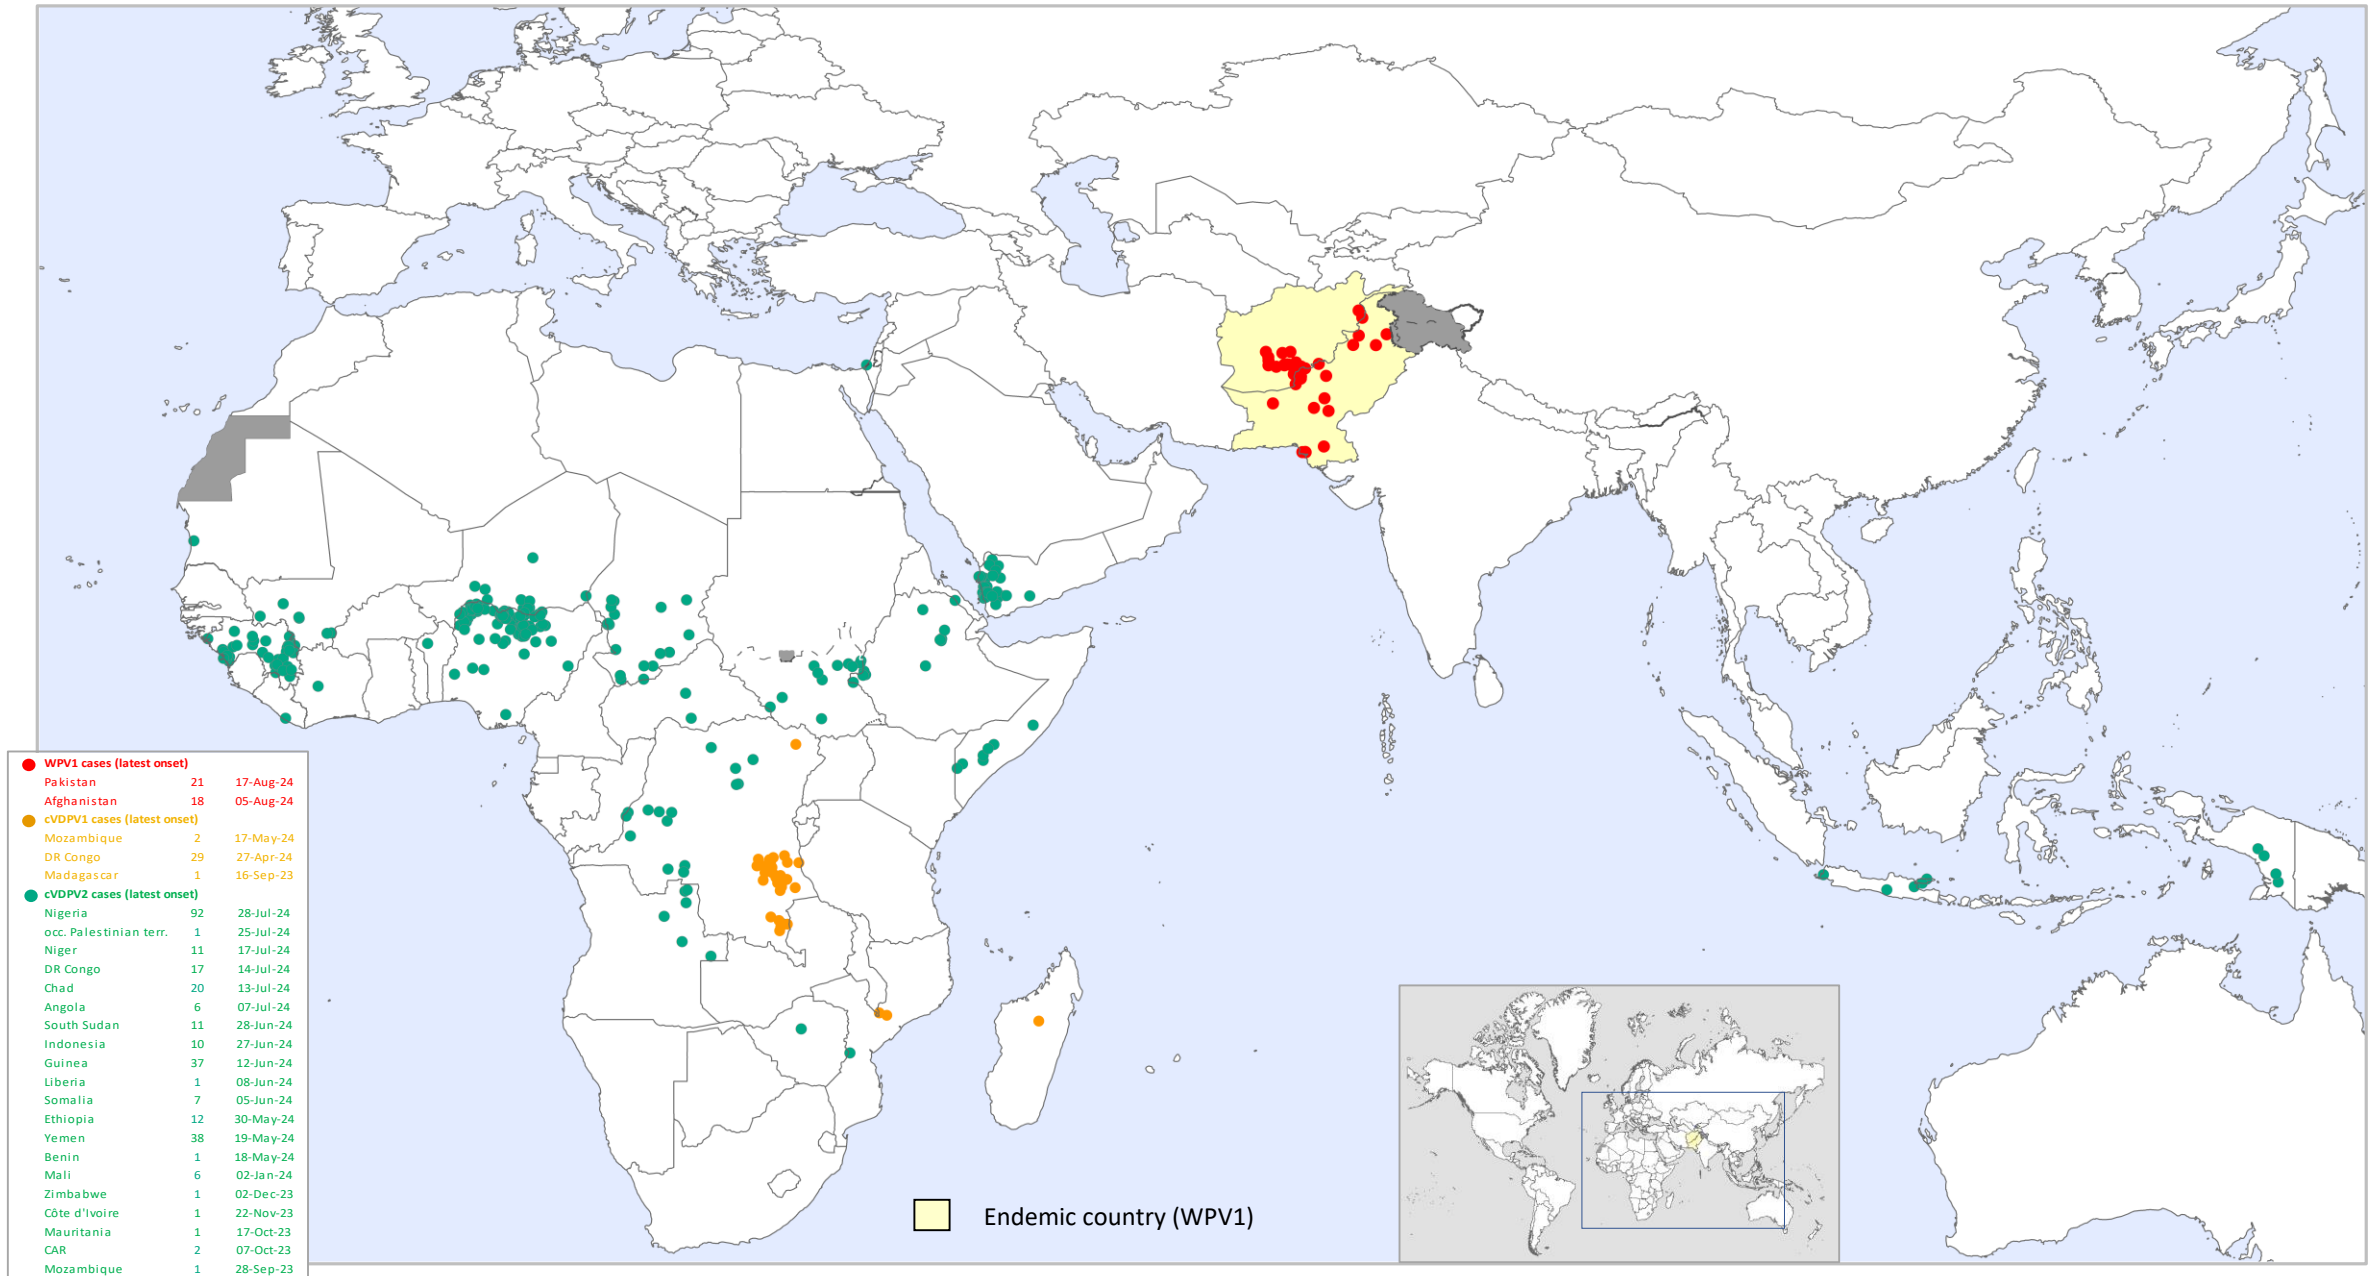 WPV1 cases (latest onset)
Pakistan 21 17-Aug-24
Afghanistan 18 05-Aug-24
cVDPV1 cases (latest onset)
Mozambique 2 17-May-24
DR Congo 29 27-Apr-24
Madagascar 1 16-Sep-23
cVDPV2 cases (latest onset)
Nigeria 92 28-Jul-24
occ. Palestinian terr. 1 25-Jul-24
Niger 11 17-Jul-24
DR Congo 17 14-Jul-24
Chad 20 13-Jul-24
Angola 6 07-Jul-24
South Sudan 11 28-Jun-24
Indonesia 10 27-Jun-24
Guinea 37 12-Jun-24
Liberia 1 08-Jun-24
Somalia 7 05-Jun-24
Ethiopia 12 30-May-24
Yemen 38 19-May-24
Benin 1 18-May-24
Mali 6 02-Jan-24
Zimbabwe 1 02-Dec-23
Côte d'Ivoire 1 22-Nov-23
Mauritania 1 17-Oct-23
CAR 2 07-Oct-23
Mozambique 1 28-Sep-23
Endemic country (WPV1)